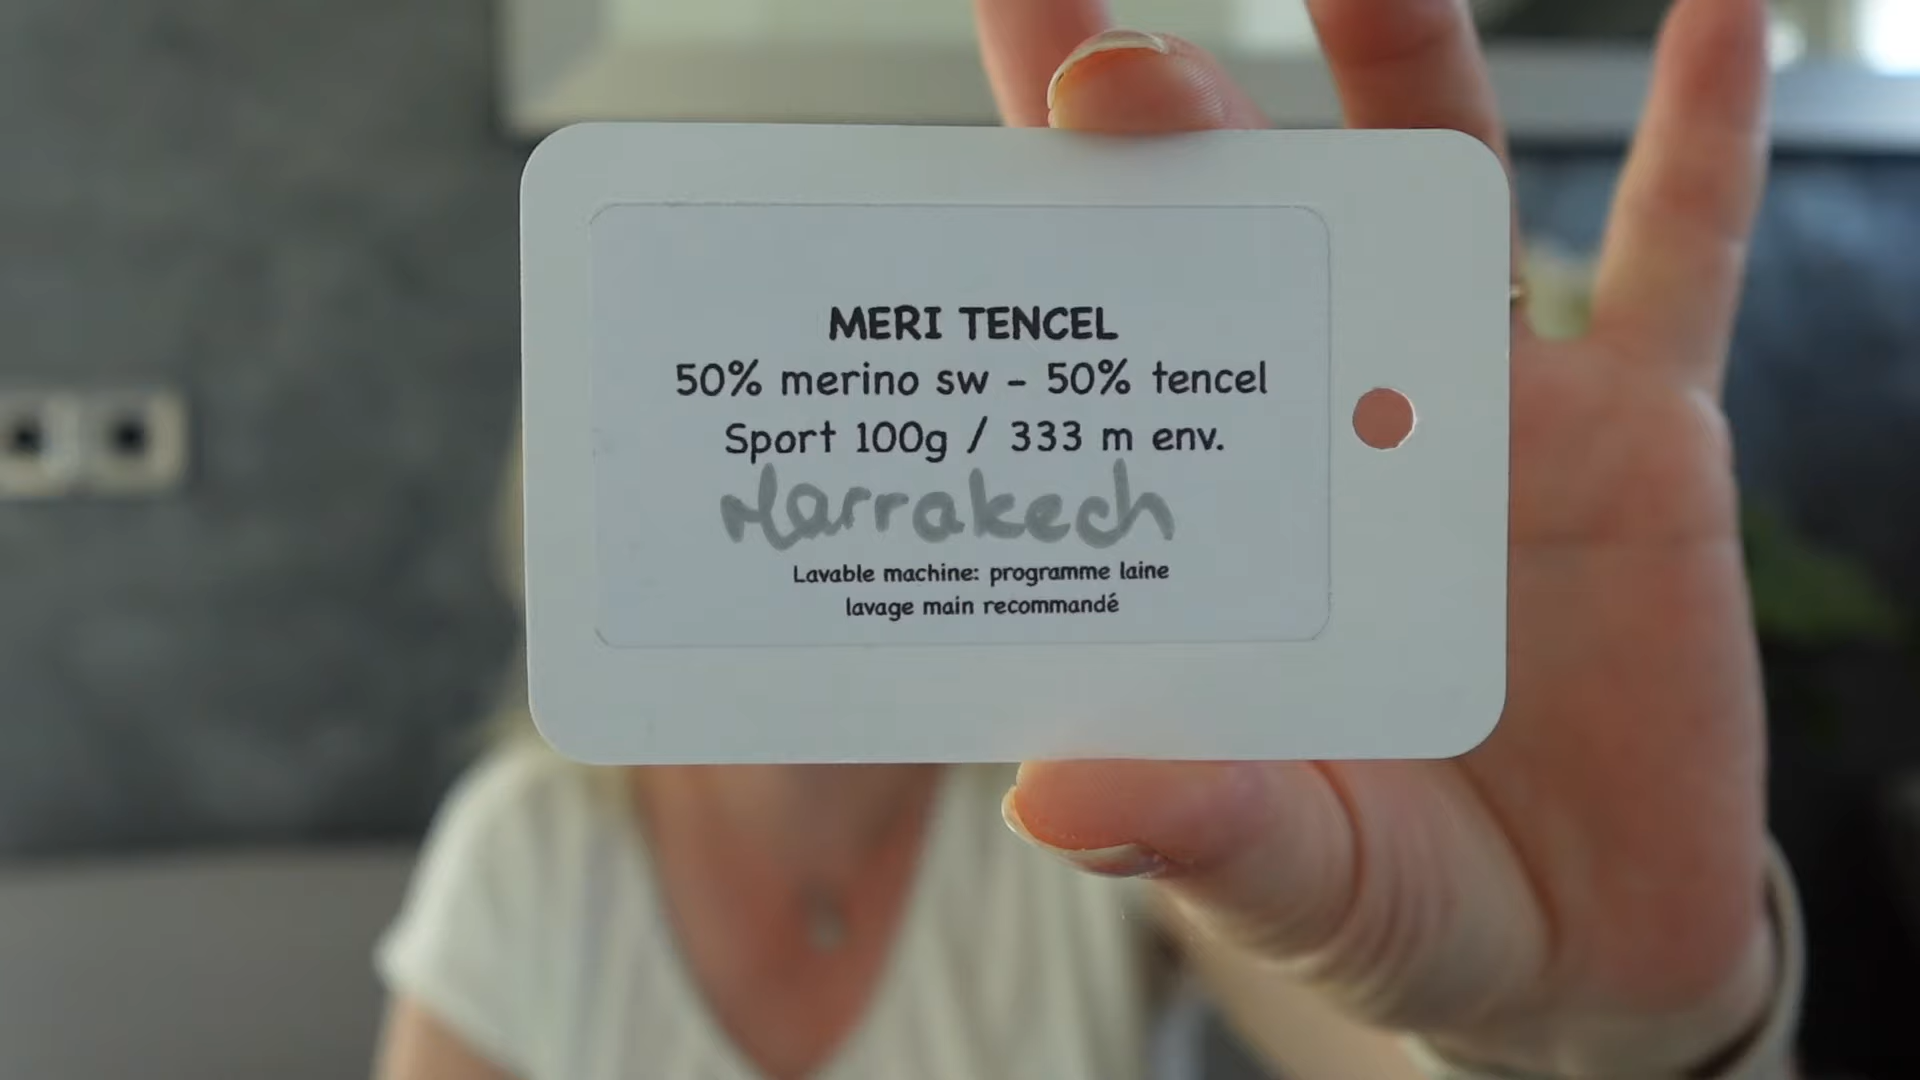 MERI TENCEL
50% merino sw - 50% tencel
Sport 100g / 333 m env.
Marrakech
Lavable machine: programme laine
lavage main recommandé